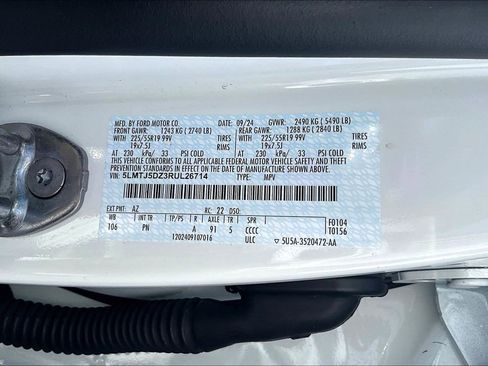 MFD. BY FORD MOTOR CO. 09/24 GVWR: 2490 KG (5490 LB)
FRONT GAWR: 1243 KG (2740 LB) REAR GAWR: 1288 KG (2840 LB)
225/55R19 99V TIRES 225/55R19 99V TIRES
19x7.5J RIMS 19x7.5J RIMS
AT 230 kPa/ 33 PSI COLD AT 230 kPa/ 33 PSI COLD
THIS VEHICLE CONFORMS TO ALL APPLICABLE FEDERAL MOTOR VEHICLE SAFETY
AND THEFT PREVENTION STANDARDS IN EFFECT ON THE DATE OF MANUFACTURE SHOWN ABOVE.
VIN: 5LMTJ5DZ3RUL26714 TYPE: MPV
EXT PNT: AZ RC: 22 DSO: F0104
WB INT TR TP/PS R AXLE TR SPR T0156
106 PN A 91 5 CCCC
1202409107016 ULC ▽ 5U5A-3520472-AA